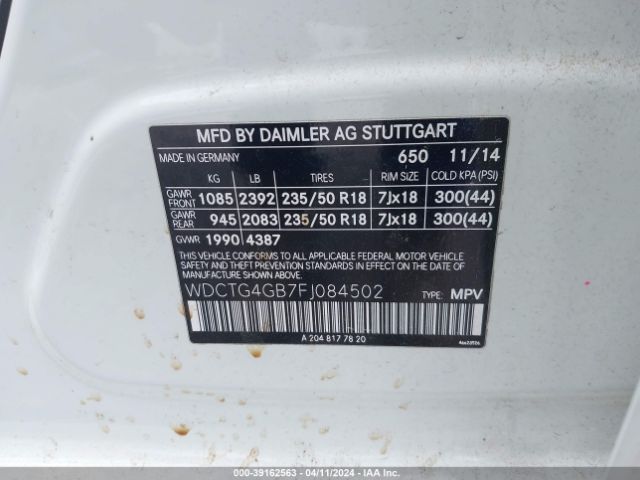 MFD BY DAIMLER AG STUTTGART
MADE IN GERMANY 650 11/14
KG LB TIRES RIM SIZE COLD KPA (PSI)
GAWR FRONT 1085 2392 235/50 R18 7Jx18 300(44)
GAWR REAR 945 2083 235/50 R18 7Jx18 300(44)
GVWR 1990 4387
THIS VEHICLE CONFORMS TO ALL APPLICABLE FEDERAL MOTOR VEHICLE
SAFETY, BUMPER, AND THEFT PREVENTION STANDARDS IN EFFECT ON THE
DATE OF MANUFACTURE SHOWN ABOVE.
WDCTG4GB7FJ084502 TYPE: MPV
A 204 817 78 20
000-39162563 - 04/11/2024 - COPYRIGHT IAA, LLC.